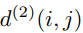 d^{(2)}(i, j)